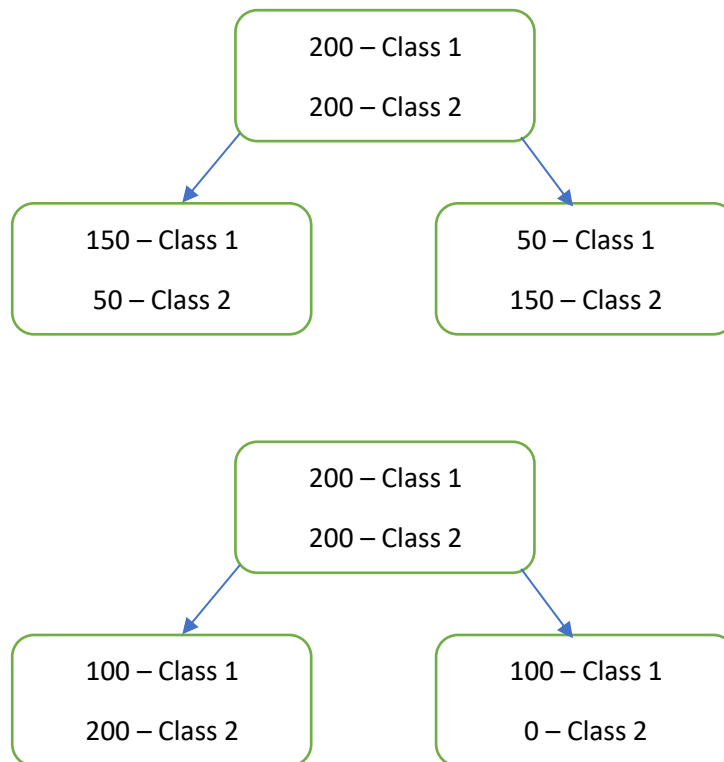 200 – Class 1
200 – Class 2
150 – Class 1
50 – Class 2
50 – Class 1
150 – Class 2
200 – Class 1
200 – Class 2
100 – Class 1
200 – Class 2
100 – Class 1
0 – Class 2